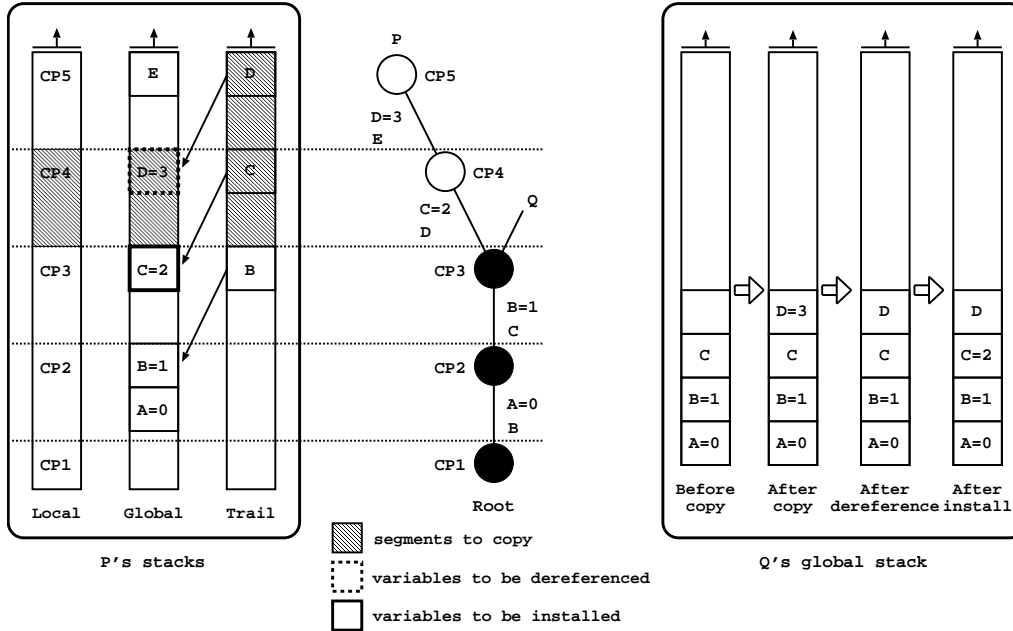 P
CP5
E
D
CP5
D=3
E
CP4
D=3
C
CP4
C=2
D
Q
CP3
C=2
B
CP3
B=1
C
CP2
B=1
A=0
CP2
A=0
B
CP1
CP1
Local
Global
Trail
Root
P's stacks
segments to copy
variables to be dereferenced
variables to be installed
D=3
D
D
C
C
C
C=2
B=1
B=1
B=1
B=1
A=0
A=0
A=0
A=0
Before
copy
After
copy
After
dereference
After
install
Q's global stack